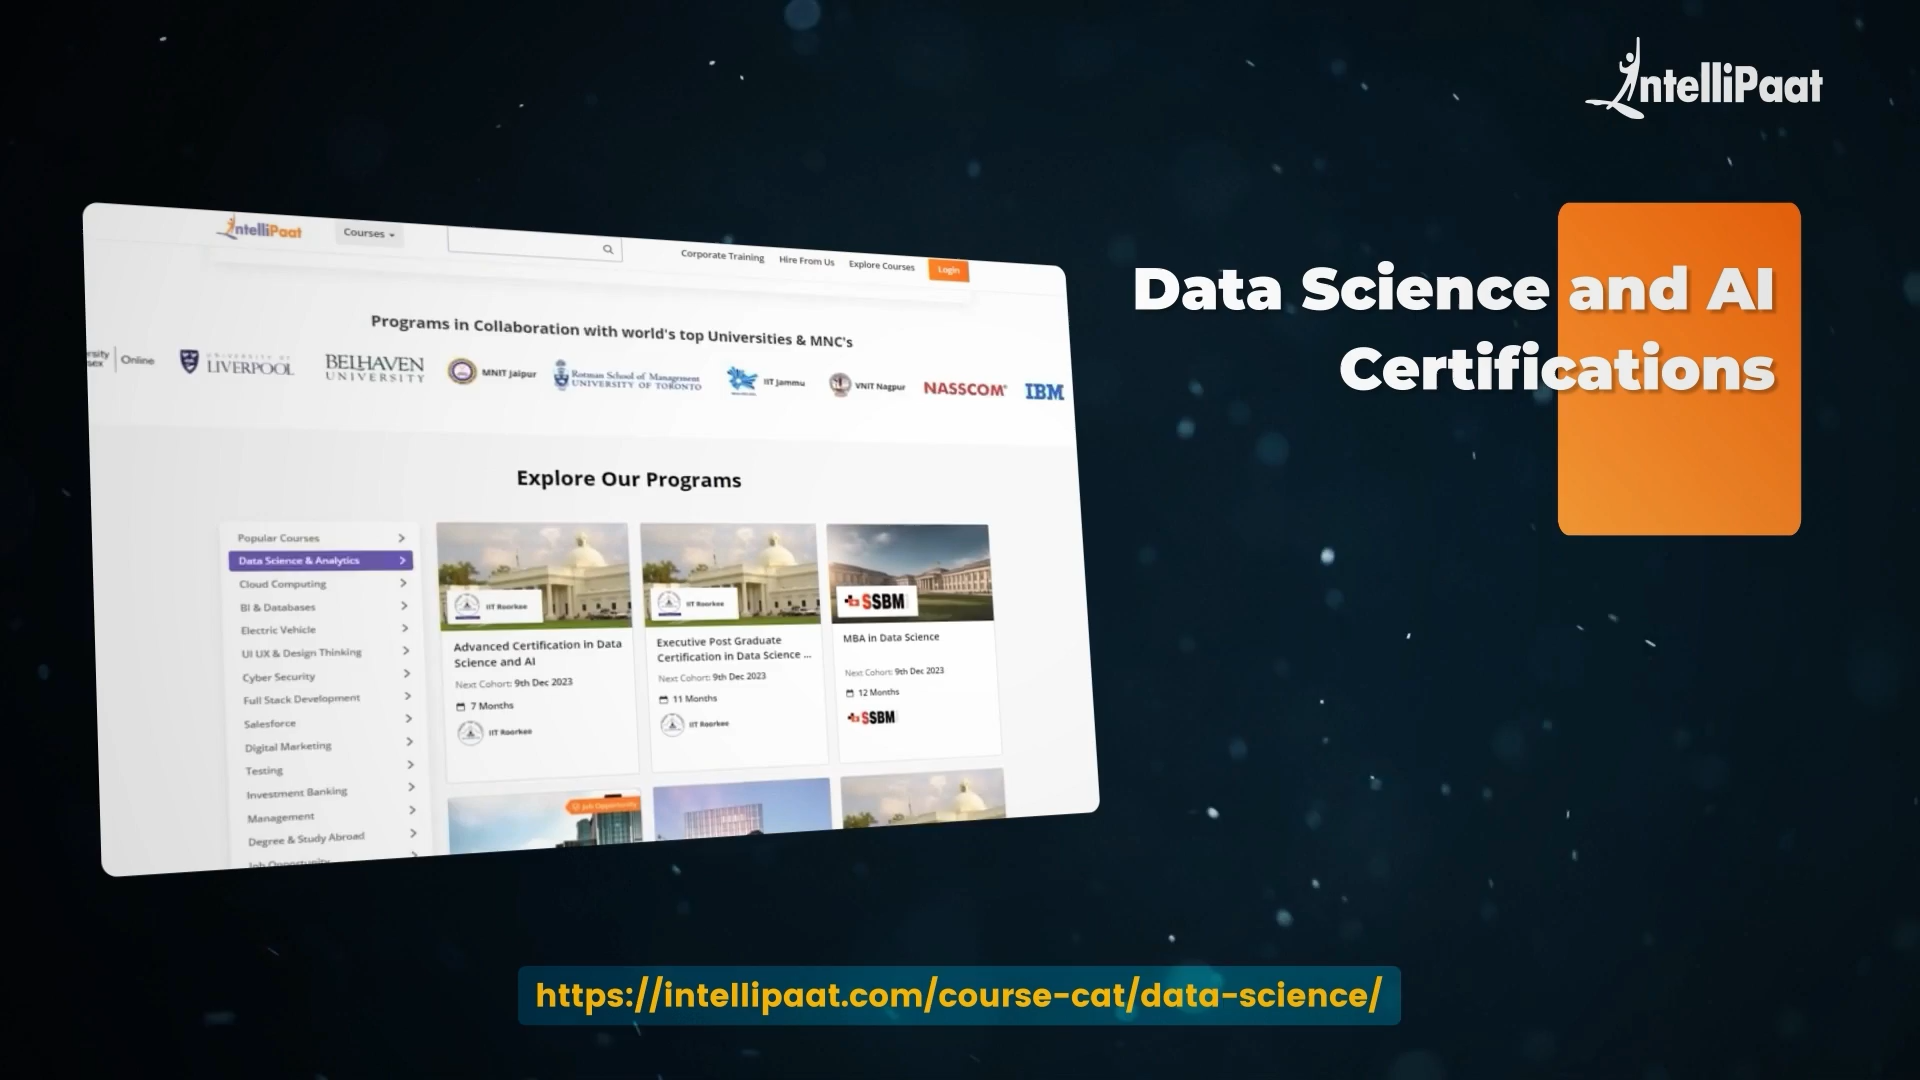 IntelliPaat
Data Science and AI
Certifications
IntelliPaat
Courses
Corporate Training
Hire From Us
Explore Courses
Login
Programs in Collaboration with world's top Universities & MNC's
Online
UNIVERSITY OF
LIVERPOOL
BELHAVEN
UNIVERSITY
MNIT Jaipur
Rotman School of Management
UNIVERSITY OF TORONTO
IIT Jammu
VNIT Nagpur
NASSCOM
IBM
Explore Our Programs
Popular Courses
Data Science & Analytics
Cloud Computing
BI & Databases
Electric Vehicle
UI UX & Design Thinking
Cyber Security
Full Stack Development
Salesforce
Digital Marketing
Testing
Investment Banking
Management
Degree & Study Abroad
Job Opportunity
IIT Roorkee
Advanced Certification in Data
Science and AI
Next Cohort: 9th Dec 2023
7 Months
IIT Roorkee
IIT Roorkee
Executive Post Graduate
Certification in Data Science ...
Next Cohort: 9th Dec 2023
11 Months
IIT Roorkee
SSBM
MBA in Data Science
Next Cohort: 9th Dec 2023
12 Months
SSBM
Job Opportunity
https://intellipaat.com/course-cat/data-science/